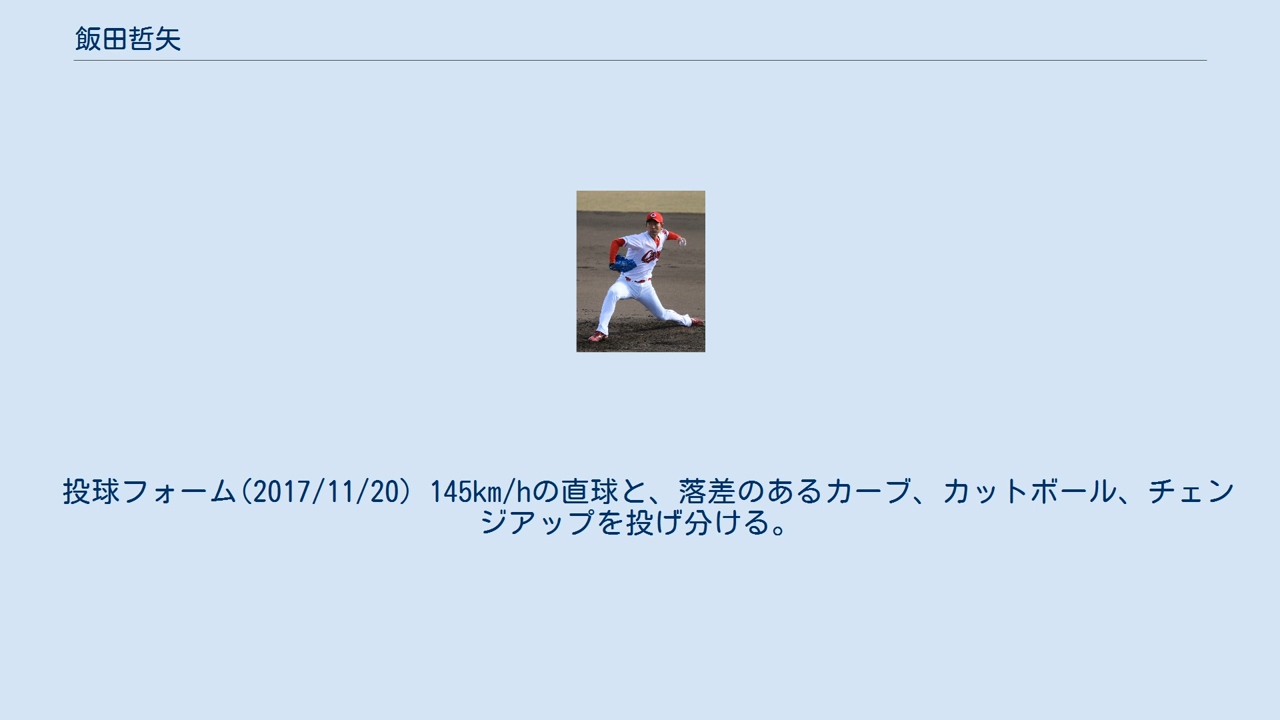 飯田哲矢
投球フォーム(2017/11/20) 145km/hの直球と、落差のあるカーブ、カットボール、チェン
ジアップを投げ分ける。